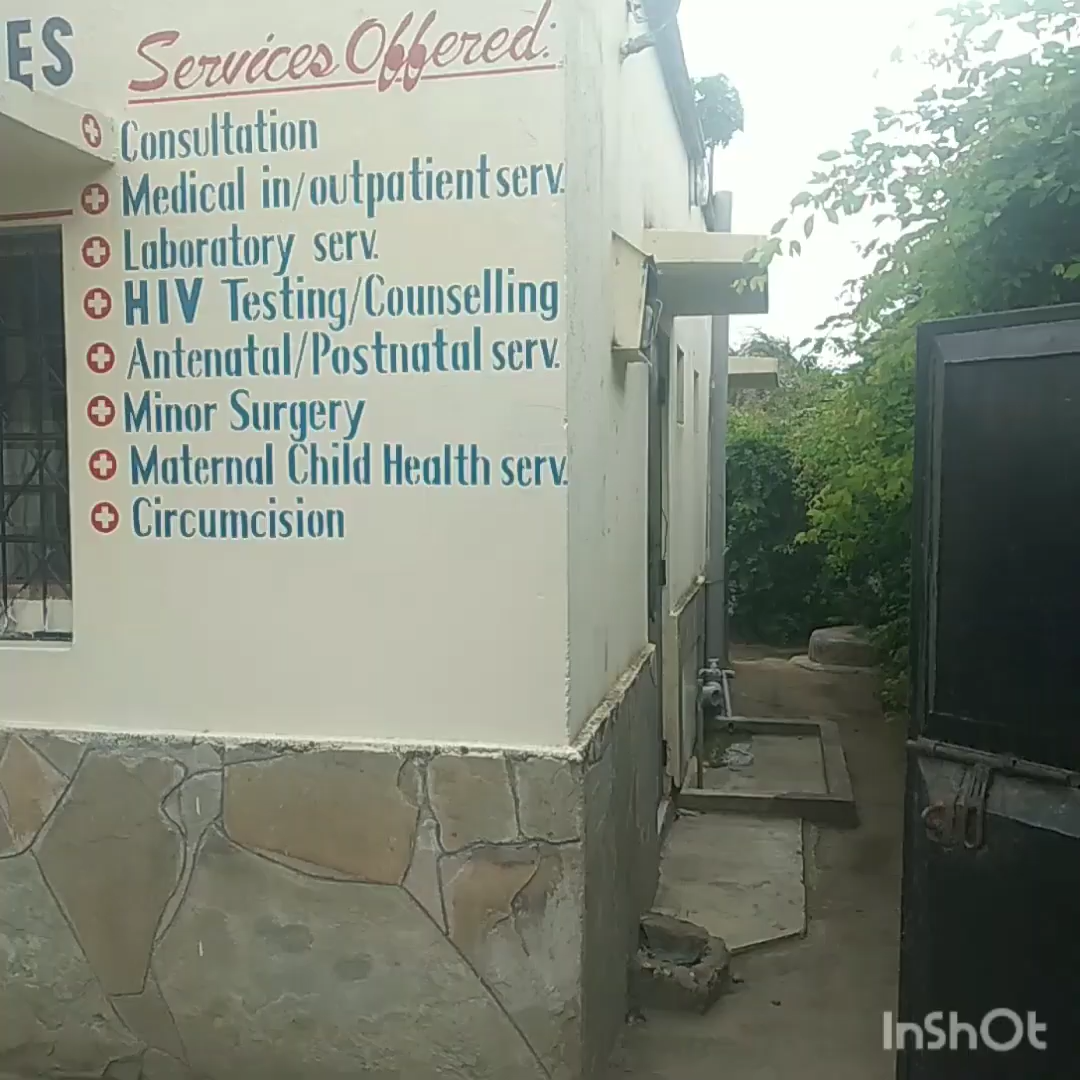 ES
Services Offered:
Consultation
Medical in/outpatient serv.
Laboratory serv.
HIV Testing/Counselling
Antenatal/Postnatal serv.
Minor Surgery
Maternal Child Health serv.
Circumcision
InShOt